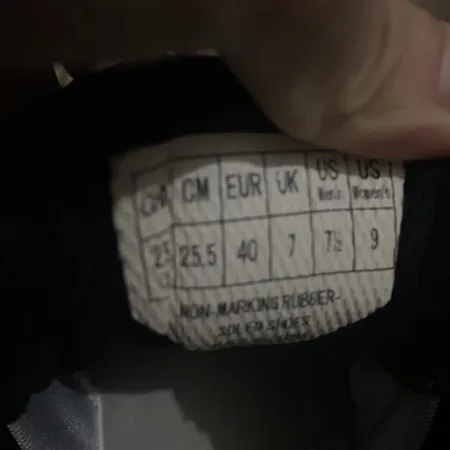 CM EUR UK US Men's US Women's
25.5 40 7 7½ 9
NON-MARKING RUBBER-
SOLED SHOES